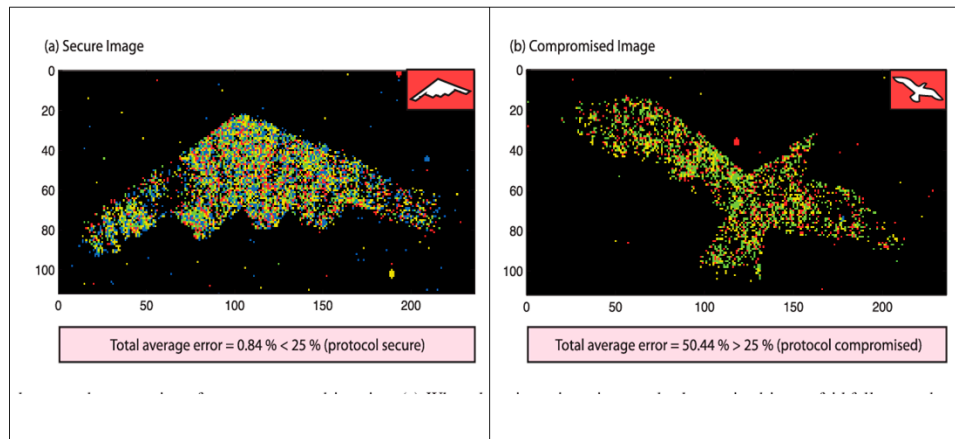 (a) Secure Image
0
20
40
60
80
100
0 50 100 150 200
Total average error = 0.84 % < 25 % (protocol secure)
(b) Compromised Image
0
20
40
60
80
100
0 50 100 150 200
Total average error = 50.44 % > 25 % (protocol compromised)